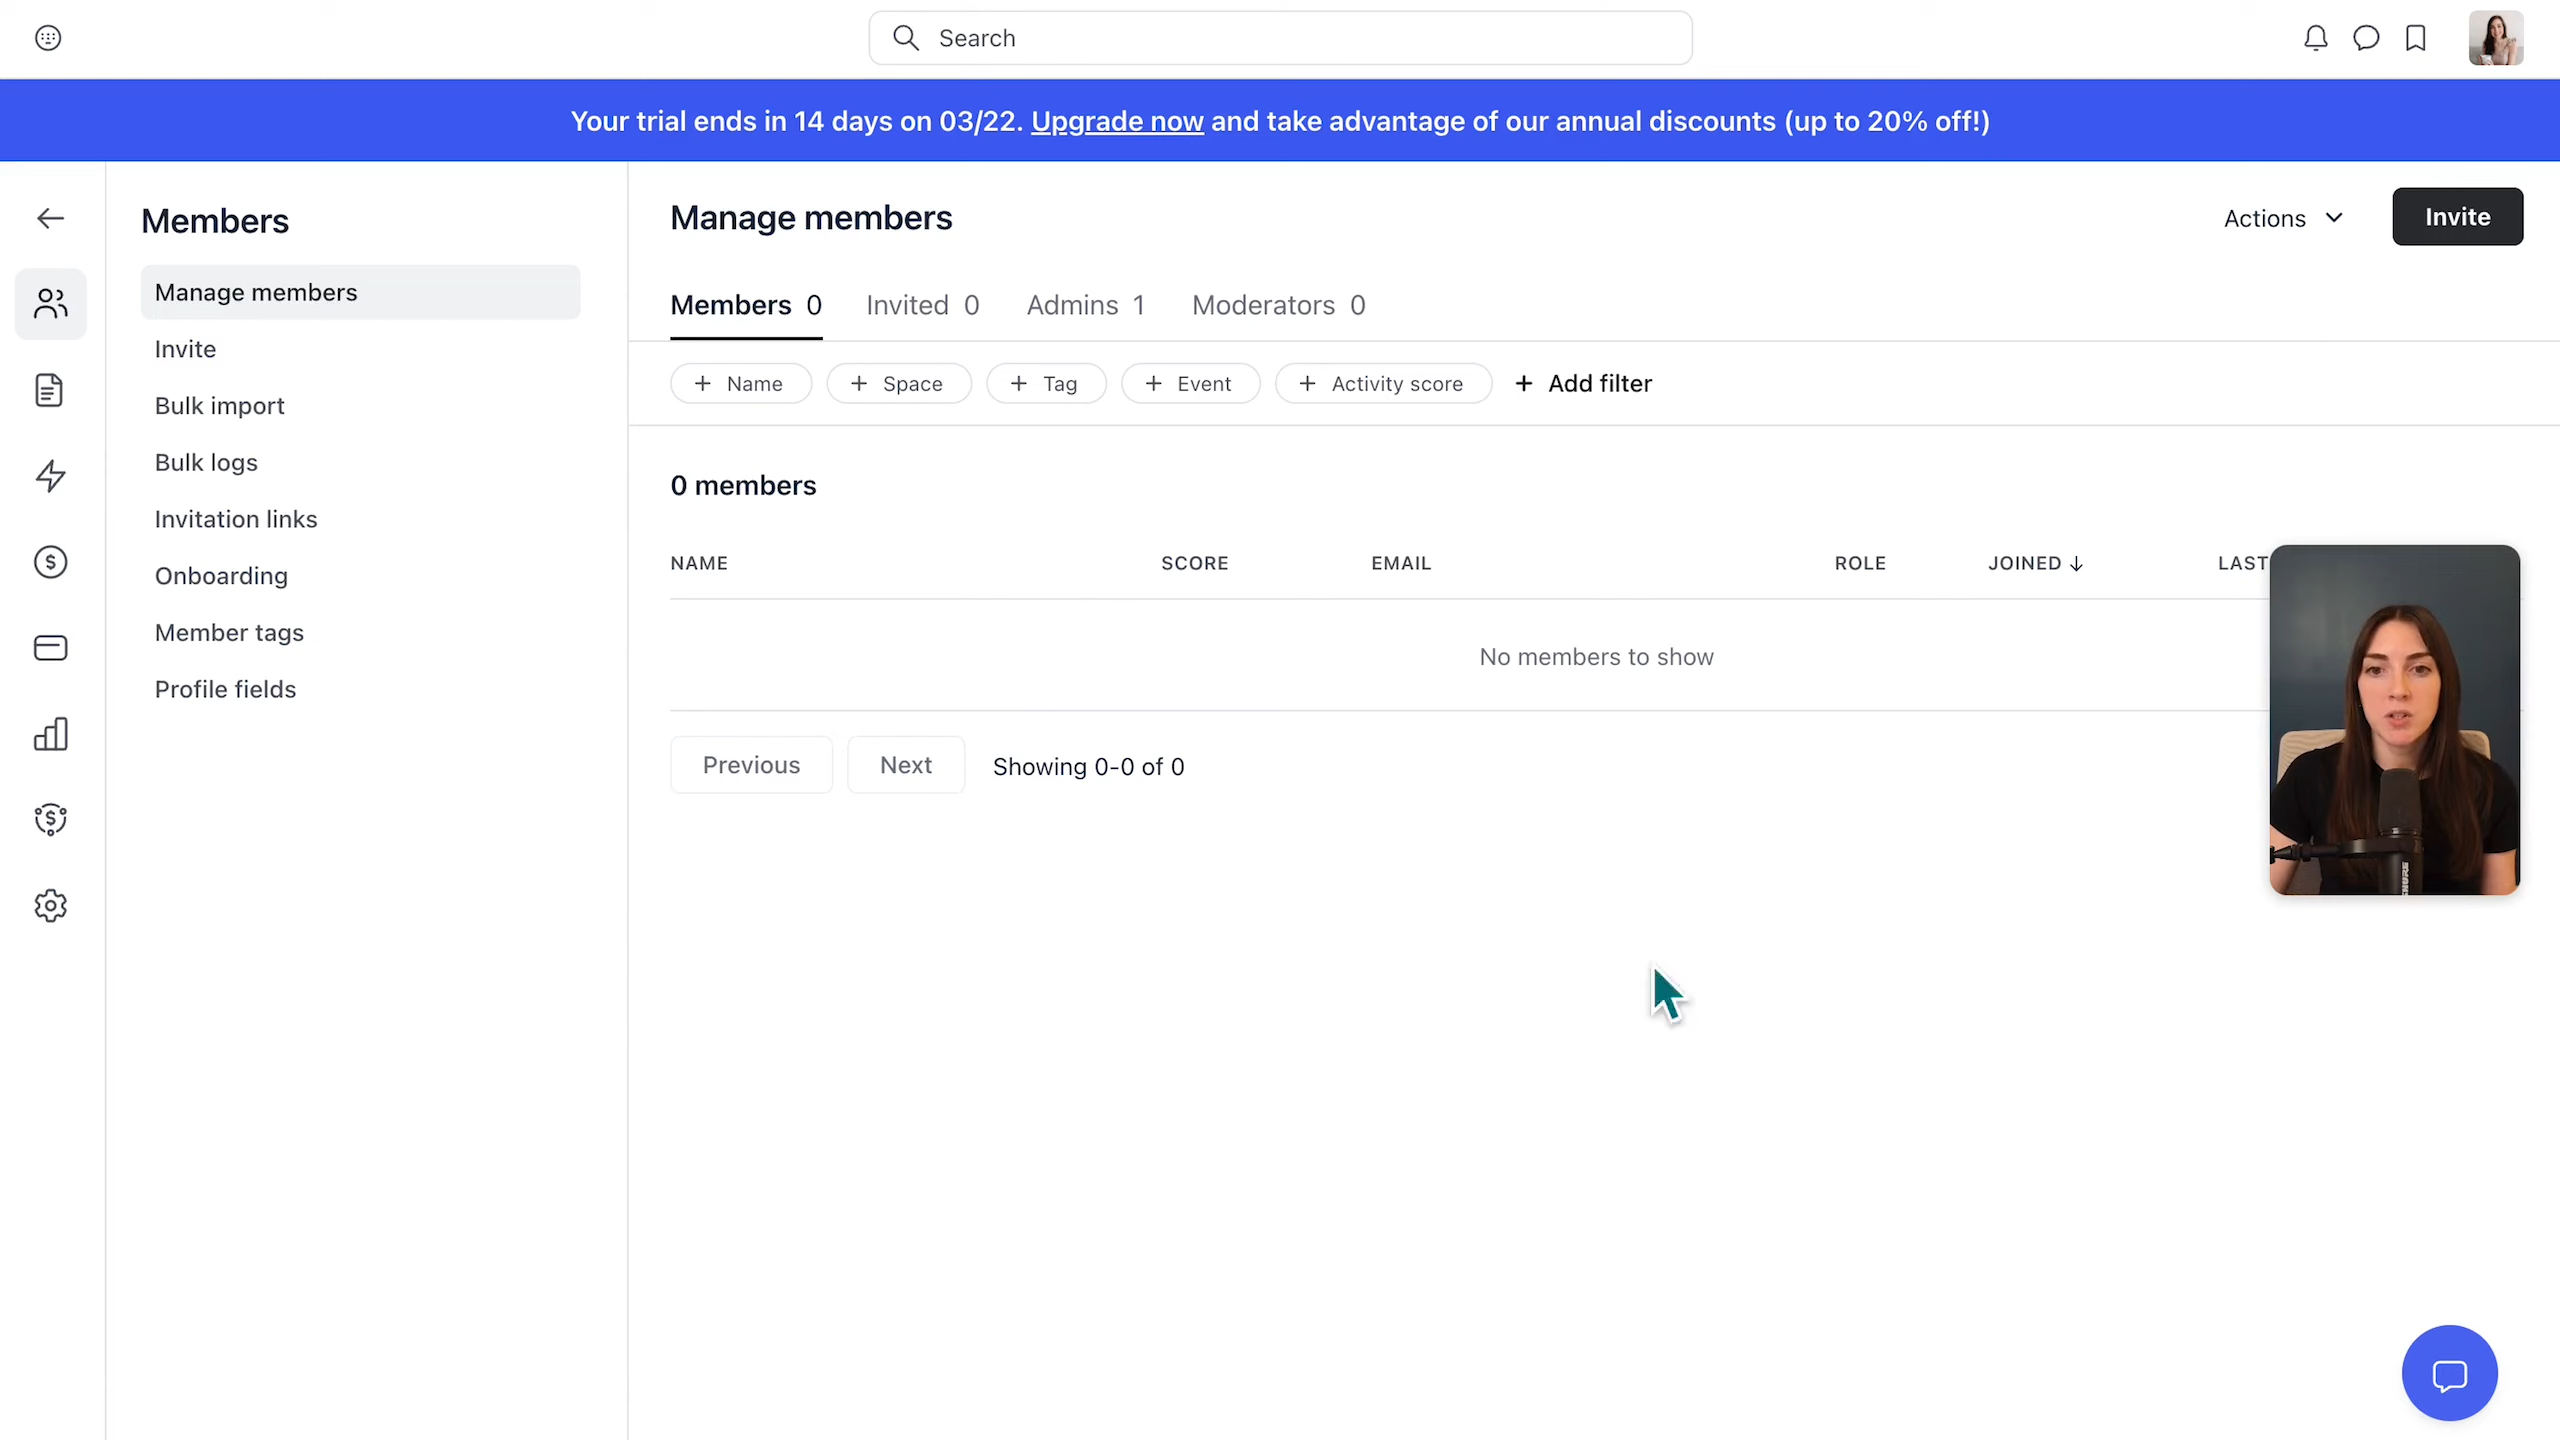 Search
Your trial ends in 14 days on 03/22. Upgrade now and take advantage of our annual discounts (up to 20% off!)
Members
Manage members
Invite
Bulk import
Bulk logs
Invitation links
Onboarding
Member tags
Profile fields
Manage members
Actions
Invite
Members 0 Invited 0 Admins 1 Moderators 0
+ Name + Space + Tag + Event + Activity score + Add filter
0 members
NAME SCORE EMAIL ROLE JOINED ↓ LAST
No members to show
Previous Next Showing 0-0 of 0
SHURE